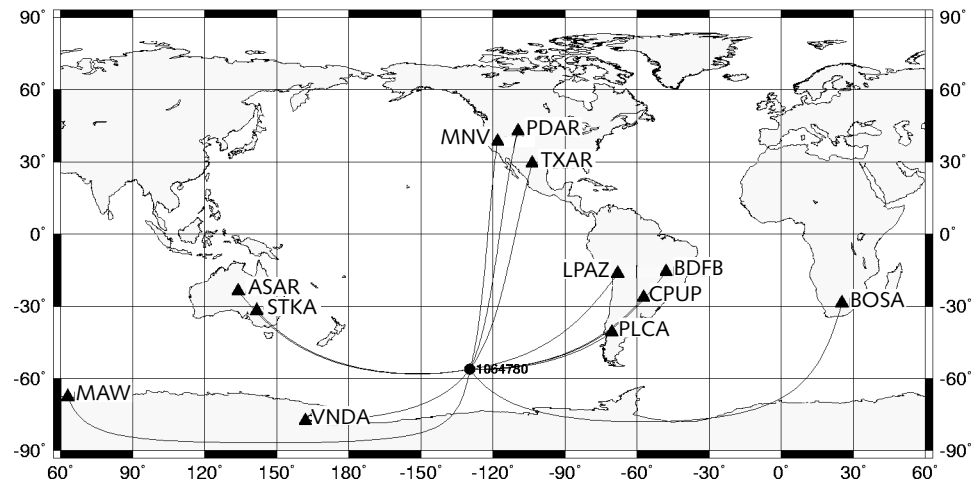 90° 90°
60° 60°
PDAR
MNV
TXAR
30° 30°
0° 0°
LPAZ BDFB
ASAR
CPUP
BOSA
STKA
-30° -30°
PLCA
1064780
-60° -60°
MAW
VNDA
-90° -90°
60° 90° 120° 150° 180° -150° -120° -90° -60° -30° 0° 30° 60°